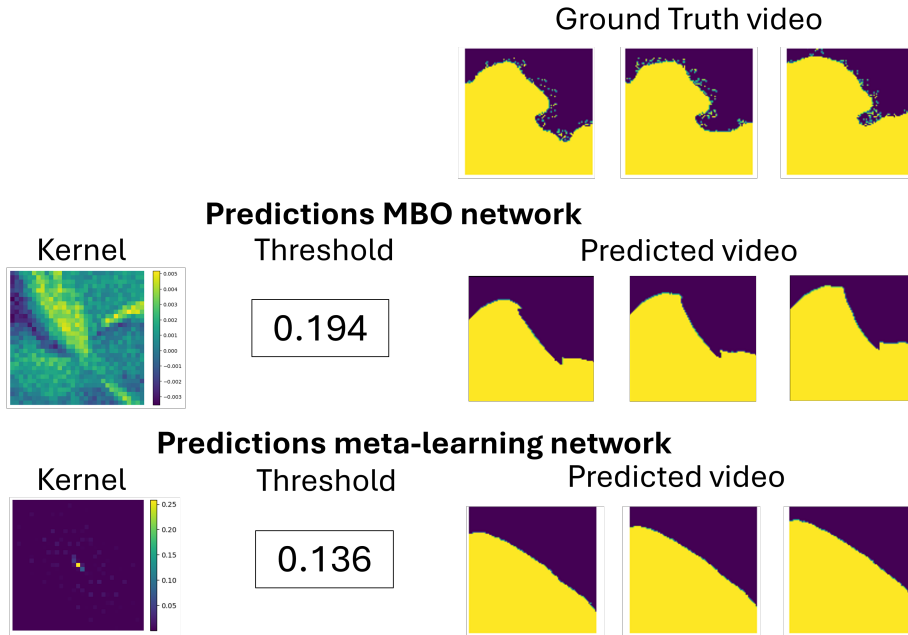 Ground Truth video
Predictions MBO network
Kernel
Threshold
Predicted video
0.005
0.004
0.003
0.002
0.001
0.000
−0.001
−0.002
−0.003
0.194
Predictions meta-learning network
Kernel
Threshold
Predicted video
0.25
0.20
0.15
0.10
0.05
0.136